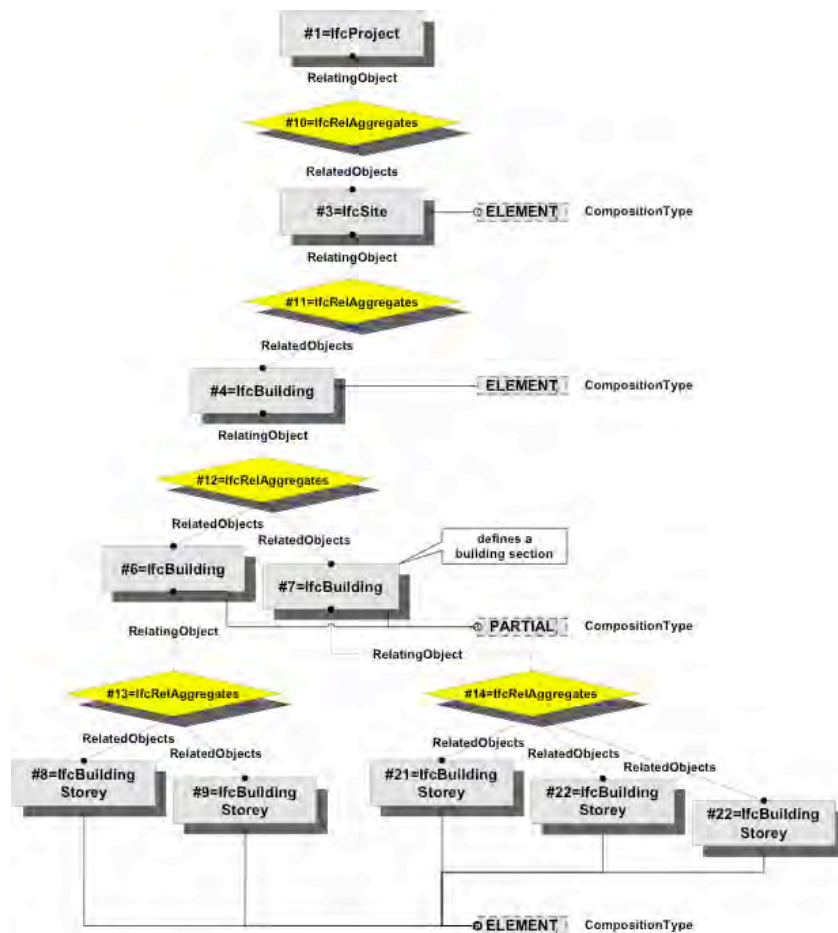 #1=IfcProject
RelatingObject
#10=IfcRelAggregates
RelatedObjects
#3=IfcSite
ELEMENT
CompositionType
RelatingObject
#11=IfcRelAggregates
RelatedObjects
#4=IfcBuilding
ELEMENT
CompositionType
RelatingObject
#12=IfcRelAggregates
RelatedObjects
RelatedObjects
defines a
building section
#6=IfcBuilding
#7=IfcBuilding
PARTIAL
CompositionType
RelatingObject
RelatingObject
#13=IfcRelAggregates
#14=IfcRelAggregates
RelatedObjects
RelatedObjects
RelatedObjects
RelatedObjects
RelatedObjects
#8=IfcBuilding
Storey
#9=IfcBuilding
Storey
#21=IfcBuilding
Storey
#22=IfcBuilding
Storey
#22=IfcBuilding
Storey
ELEMENT
CompositionType